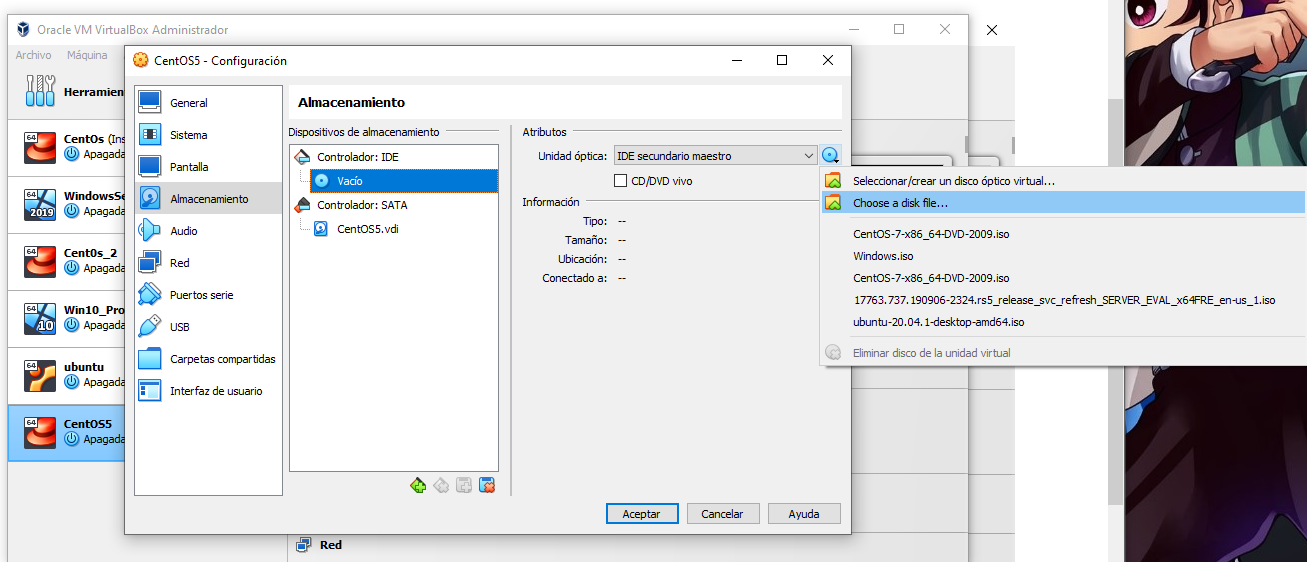 Oracle VM VirtualBox Administrador
Archivo Máquina
CentOS5 - Configuración
Herramien
64 CentOs (Ins
Apagada
64 2019 WindowsSe
Apagada
64 Cent0s_2
Apagada
64 10 Win10_Pro
Apagada
64 ubuntu
Apagada
64 CentOS5
Apagada
General
Sistema
Pantalla
Almacenamiento
Audio
Red
Puertos serie
USB
Carpetas compartidas
Interfaz de usuario
Almacenamiento
Dispositivos de almacenamiento
Controlador: IDE
Vacío
Controlador: SATA
CentOS5.vdi
Atributos
Unidad óptica: IDE secundario maestro
CD/DVD vivo
Información
Tipo: --
Tamaño: --
Ubicación: --
Conectado a: --
Seleccionar/crear un disco óptico virtual...
Choose a disk file...
CentOS-7-x86_64-DVD-2009.iso
Windows.iso
CentOS-7-x86_64-DVD-2009.iso
17763.737.190906-2324.rs5_release_svc_refresh_SERVER_EVAL_x64FRE_en-us_1.iso
ubuntu-20.04.1-desktop-amd64.iso
Eliminar disco de la unidad virtual
Aceptar Cancelar Ayuda
Red